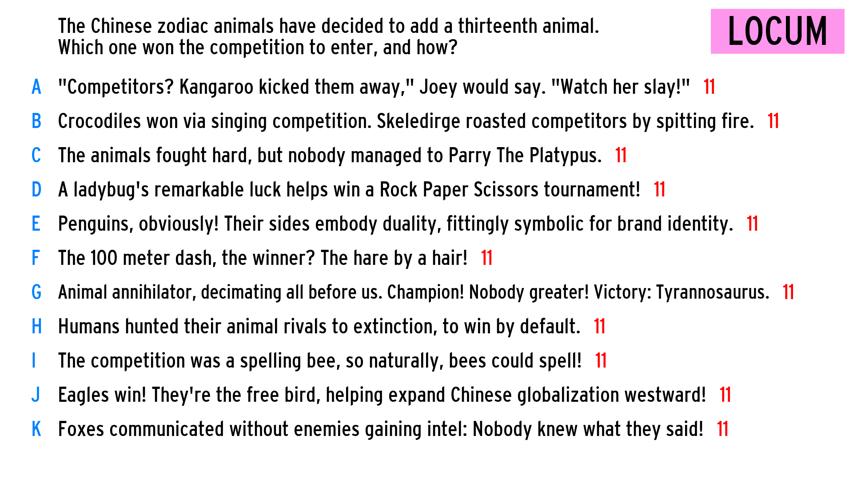 The Chinese zodiac animals have decided to add a thirteenth animal.
Which one won the competition to enter, and how?
LOCUM
A "Competitors? Kangaroo kicked them away," Joey would say. "Watch her slay!" 11
B Crocodiles won via singing competition. Skeledirge roasted competitors by spitting fire. 11
C The animals fought hard, but nobody managed to Parry The Platypus. 11
D A ladybug's remarkable luck helps win a Rock Paper Scissors tournament! 11
E Penguins, obviously! Their sides embody duality, fittingly symbolic for brand identity. 11
F The 100 meter dash, the winner? The hare by a hair! 11
G Animal annihilator, decimating all before us. Champion! Nobody greater! Victory: Tyrannosaurus. 11
H Humans hunted their animal rivals to extinction, to win by default. 11
I The competition was a spelling bee, so naturally, bees could spell! 11
J Eagles win! They're the free bird, helping expand Chinese globalization westward! 11
K Foxes communicated without enemies gaining intel: Nobody knew what they said! 11